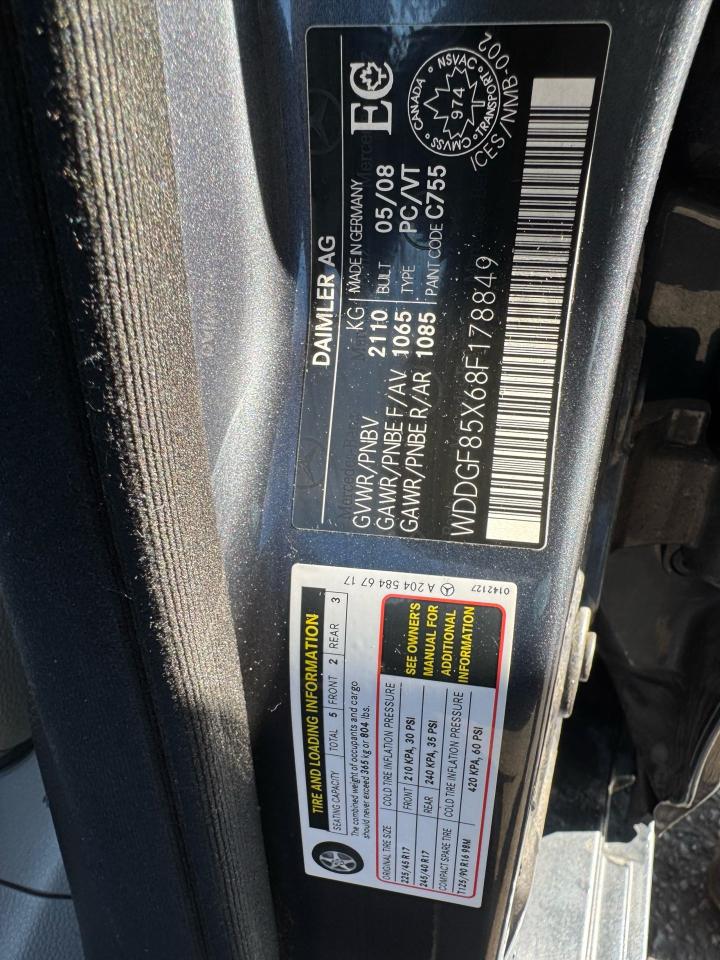 DAIMLER AG
KG MADE IN GERMANY
GVWR/PNBV 2110 BUILT 05/08
GAWR/PNBE F/AV 1065 TYPE PC/VT
GAWR/PNBE R/AR 1085 PAINT CODE C755
EC
CANADA NSVAC TRANSPORT CMVSS
974
ICES/NMB-002
WDDGF85X68F178849
TIRE AND LOADING INFORMATION
SEATING CAPACITY TOTAL 5 FRONT 2 REAR 3
The combined weight of occupants and cargo
should never exceed 365 kg or 804 lbs.
ORIGINAL TIRE SIZE COLD TIRE INFLATION PRESSURE
225/45 R17 FRONT 210 KPA, 30 PSI
245/40 R17 REAR 240 KPA, 35 PSI
COMPACT SPARE TIRE COLD TIRE INFLATION PRESSURE
T125/90 R16 98M 420 KPA, 60 PSI
SEE OWNER'S
MANUAL FOR
ADDITIONAL
INFORMATION
A 204 584 67 17
0142127